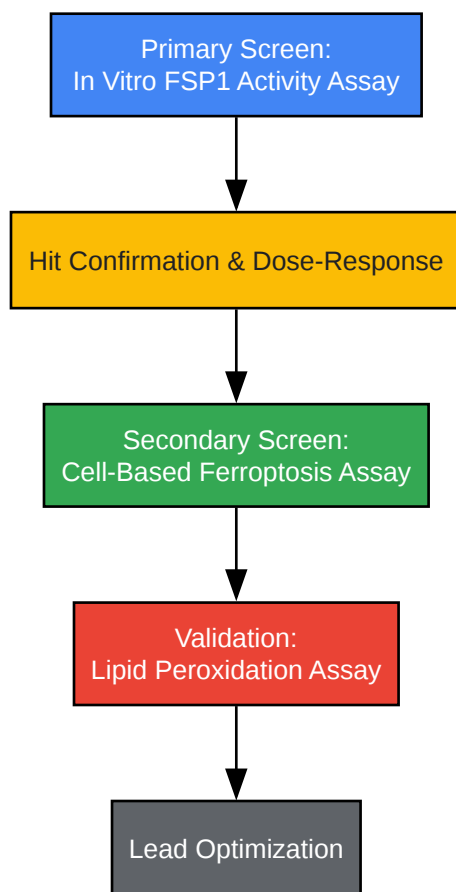 Primary Screen:
In Vitro FSP1 Activity Assay
Hit Confirmation & Dose-Response
Secondary Screen:
Cell-Based Ferroptosis Assay
Validation:
Lipid Peroxidation Assay
Lead Optimization